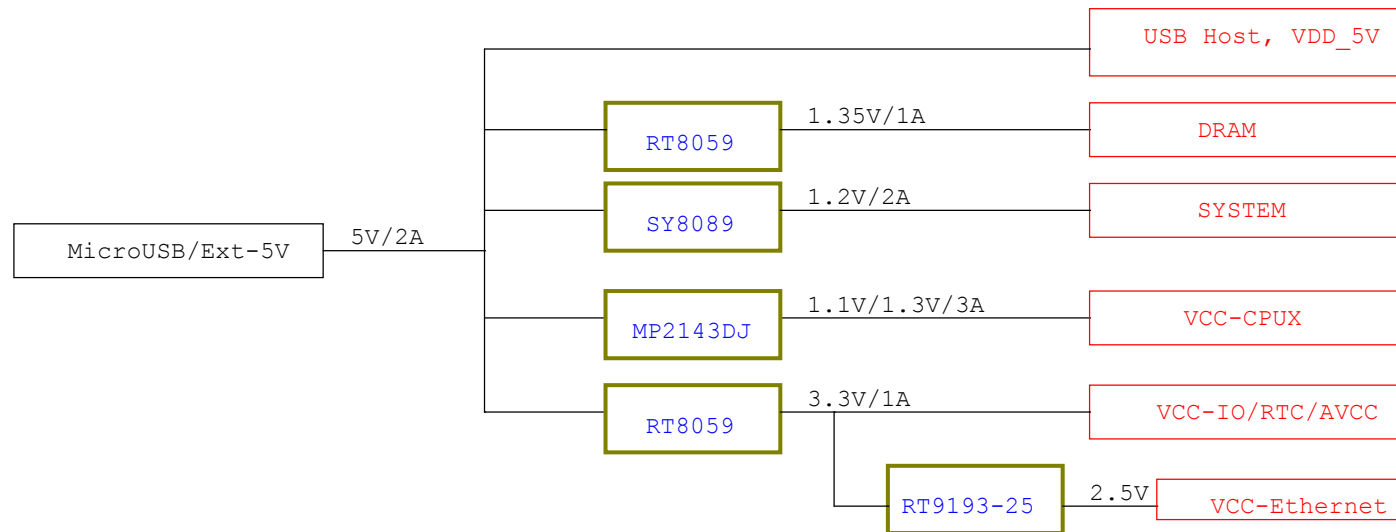 USB Host, VDD_5V
1.35V/1A
RT8059
DRAM
1.2V/2A
SY8089
SYSTEM
MicroUSB/Ext-5V
5V/2A
1.1V/1.3V/3A
MP2143DJ
VCC-CPUX
3.3V/1A
RT8059
VCC-IO/RTC/AVCC
RT9193-25
2.5V
VCC-Ethernet